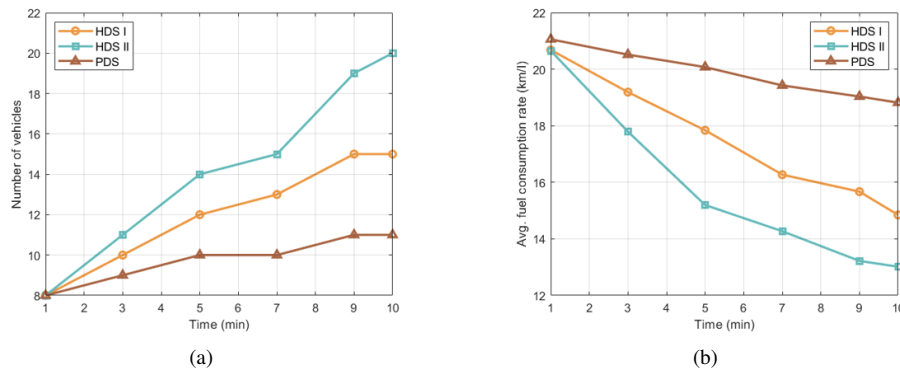 HDS I
HDS II
PDS
Number of vehicles
20
18
16
14
12
10
8
1 2 3 4 5 6 7 8 9 10
Time (min)
(a)
HDS I
HDS II
PDS
Avg. fuel consumption rate (km/l)
22
20
18
16
14
12
1 2 3 4 5 6 7 8 9 10
Time (min)
(b)